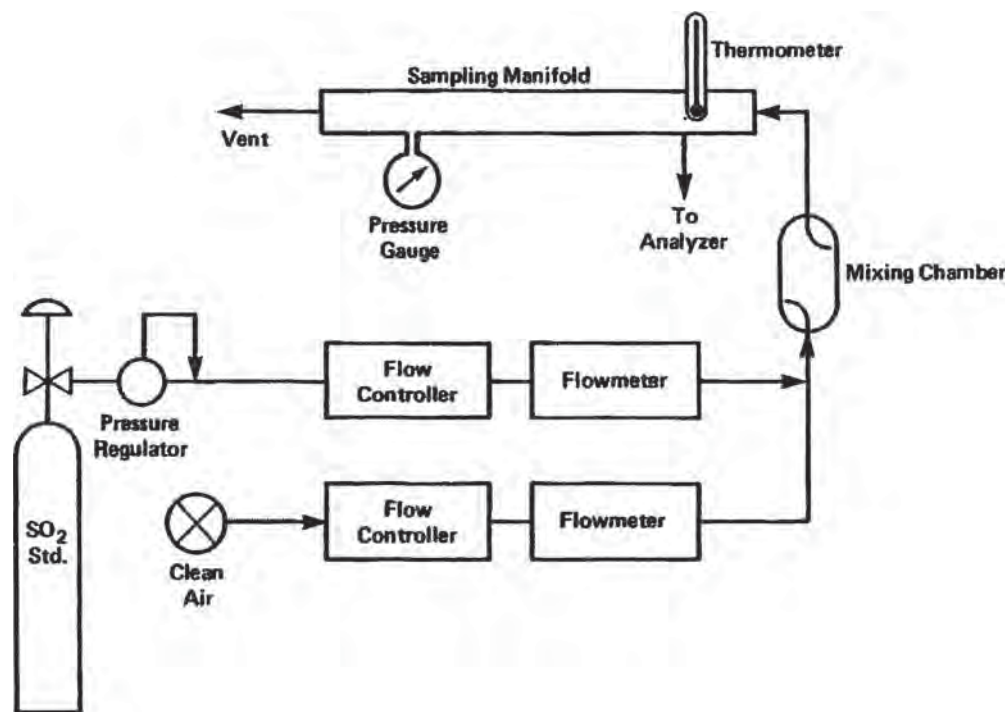 Thermometer
Sampling Manifold
Vent
Pressure
Gauge
To
Analyzer
Mixing Chamber
Flow
Controller
Flowmeter
Pressure
Regulator
Flow
Controller
Flowmeter
SO2
Std.
Clean
Air